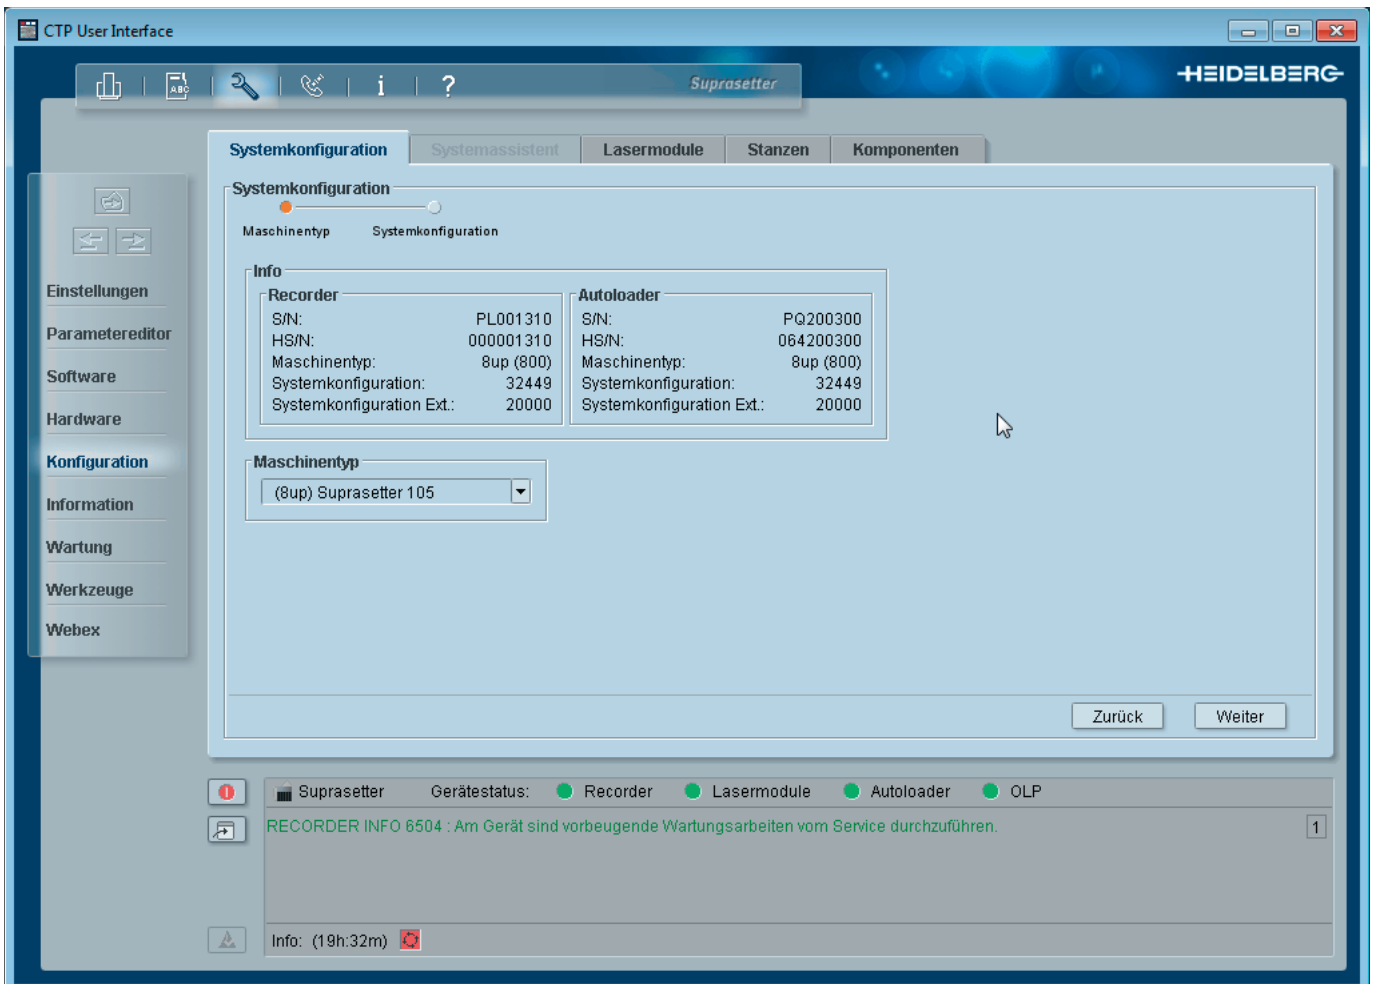 CTP User Interface
HEIDELBERG
ABC
i
?
Suprasetter
Systemkonfiguration
Systemassistent
Lasermodule
Stanzen
Komponenten
Einstellungen
Parametereditor
Software
Hardware
Konfiguration
Information
Wartung
Werkzeuge
Webex
Systemkonfiguration
Maschinentyp
Systemkonfiguration
Info
Recorder
S/N: PL001310
HS/N: 000001310
Maschinentyp: 8up (800)
Systemkonfiguration: 32449
Systemkonfiguration Ext.: 20000
Autoloader
S/N: PQ200300
HS/N: 064200300
Maschinentyp: 8up (800)
Systemkonfiguration: 32449
Systemkonfiguration Ext.: 20000
Maschinentyp
(8up) Suprasetter 105
Zurück
Weiter
Suprasetter Gerätestatus: Recorder Lasermodule Autoloader OLP
RECORDER INFO 6504 : Am Gerät sind vorbeugende Wartungsarbeiten vom Service durchzuführen.
1
Info: (19h:32m)